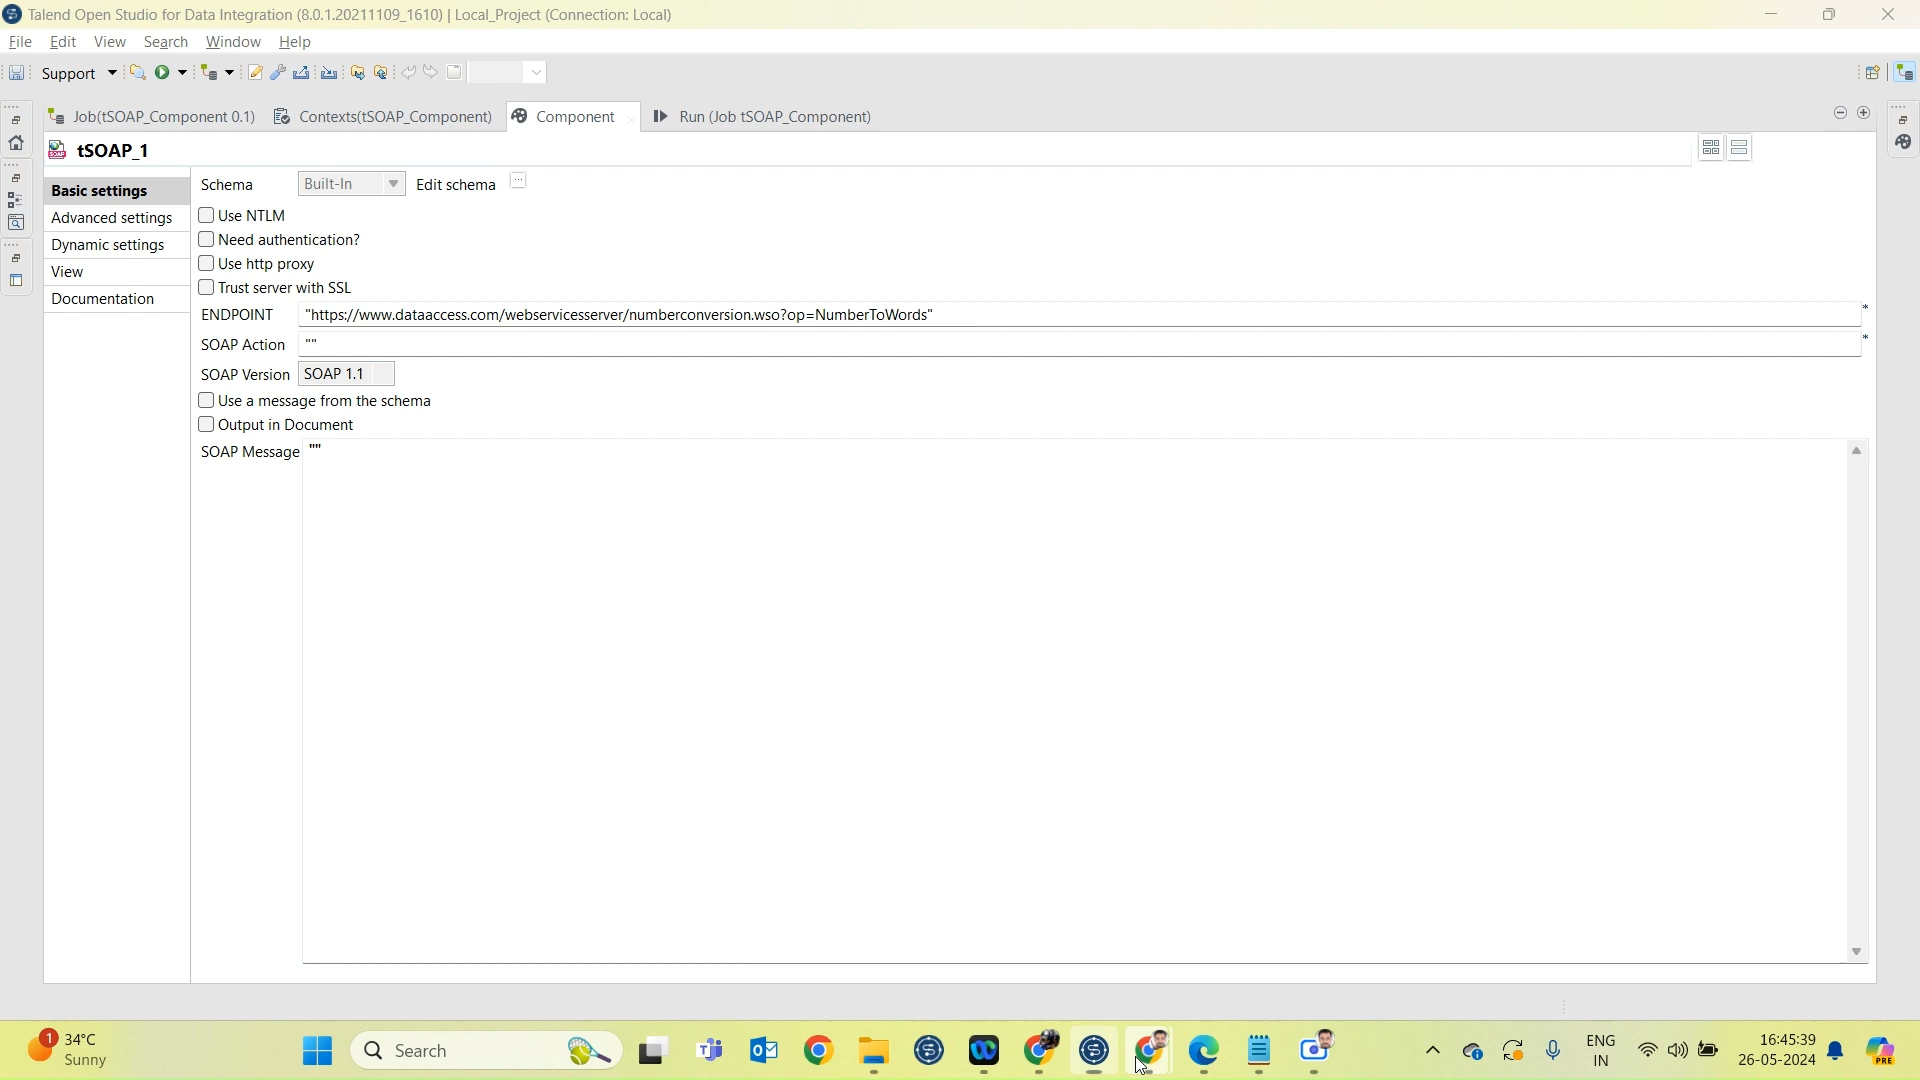 Talend Open Studio for Data Integration (8.0.1.20211109_1610) | Local_Project (Connection: Local)
File Edit View Search Window Help
Support
Job(tSOAP_Component 0.1) Contexts(tSOAP_Component) Component Run (Job tSOAP_Component)
tSOAP_1
Basic settings
Advanced settings
Dynamic settings
View
Documentation
Schema Built-In Edit schema ...
Use NTLM
Need authentication?
Use http proxy
Trust server with SSL
ENDPOINT "https://www.dataaccess.com/webservicesserver/numberconversion.wso?op=NumberToWords" *
SOAP Action "" *
SOAP Version SOAP 1.1
Use a message from the schema
Output in Document
SOAP Message ""
1 34°C
Sunny
Search
ENG
IN
16:45:39
26-05-2024
PRE